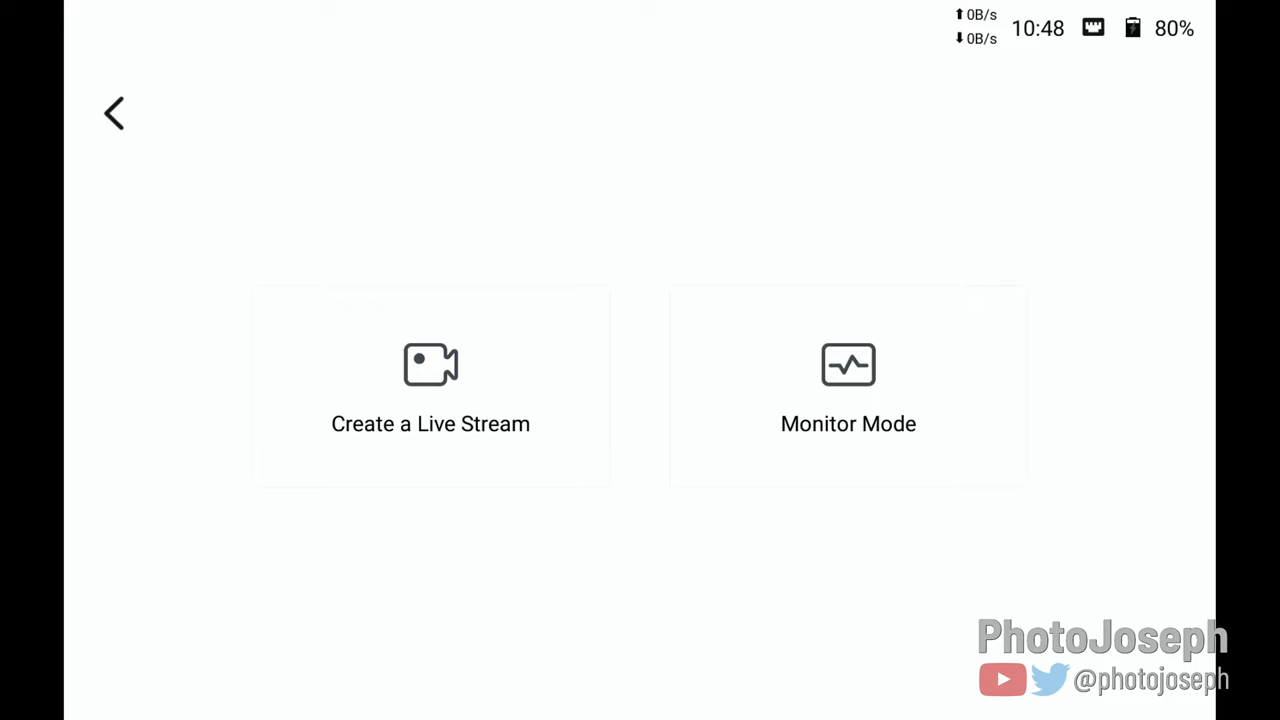 ⬆ 0B/s
⬇ 0B/s
10:48
80%
Create a Live Stream
Monitor Mode
PhotoJoseph
@photojoseph